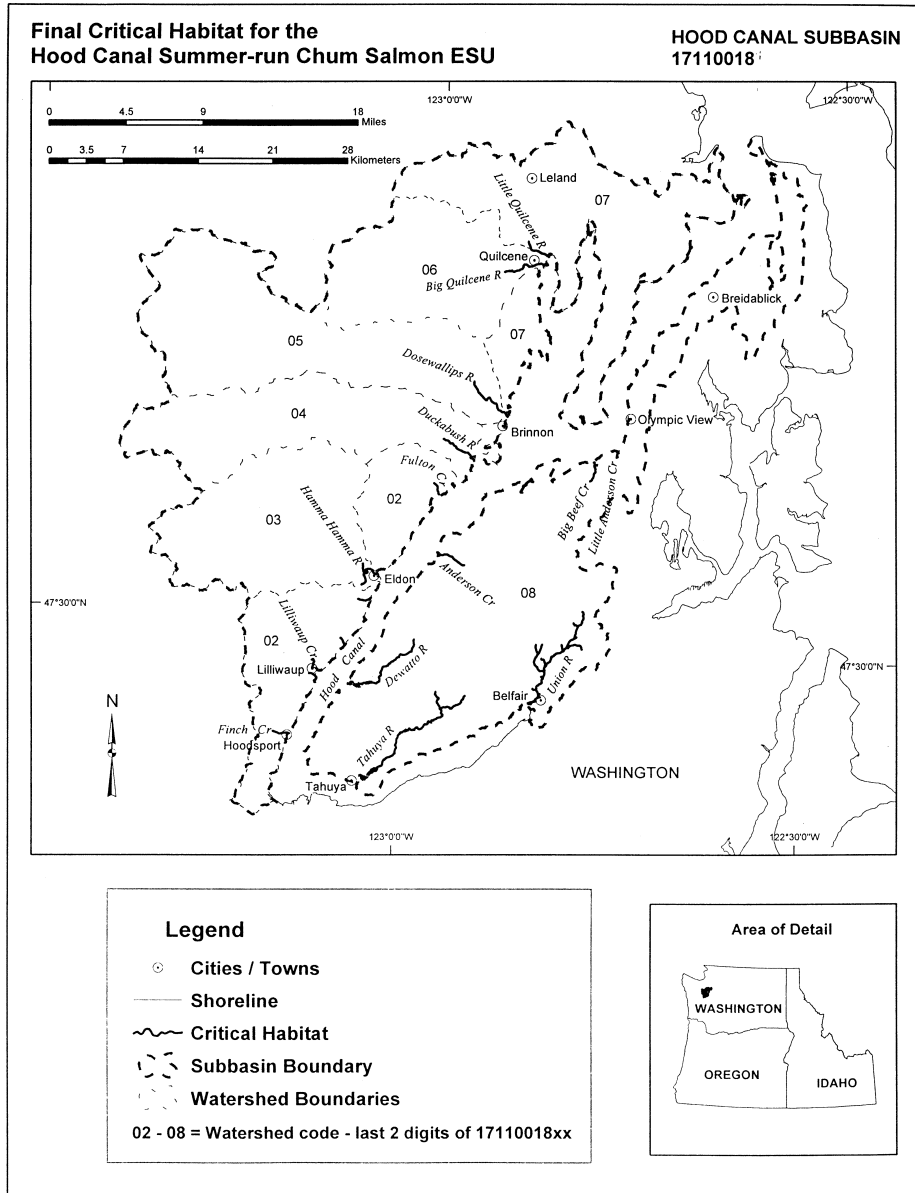 Final Critical Habitat for the
Hood Canal Summer-run Chum Salmon ESU
HOOD CANAL SUBBASIN
17110018
123°0'0"W
122°30'0"W
0 4.5 9 18
Miles
0 3.5 7 14 21 28
Kilometers
Leland
Little Quilcene R
07
Quilcene
06
Big Quilcene R
Breidablick
07
05
Dosewallips R
04
Duckabush R
Brinnon
Olympic View
Fulton Cr
02
Big Beef Cr
Little Anderson Cr
03
Hamma Hamma R
Eldon
Anderson Cr
08
47°30'0"N
02
Lilliwaup Cr
Lilliwaup
Hood Canal
Dewatto R
47°30'0"N
Union R
Belfair
N
Finch Cr
Hoodsport
Tahuya R
Tahuya
WASHINGTON
123°0'0"W
122°30'0"W
Legend
Cities / Towns
Shoreline
Critical Habitat
Subbasin Boundary
Watershed Boundaries
02 - 08 = Watershed code - last 2 digits of 17110018xx
Area of Detail
WASHINGTON
OREGON
IDAHO